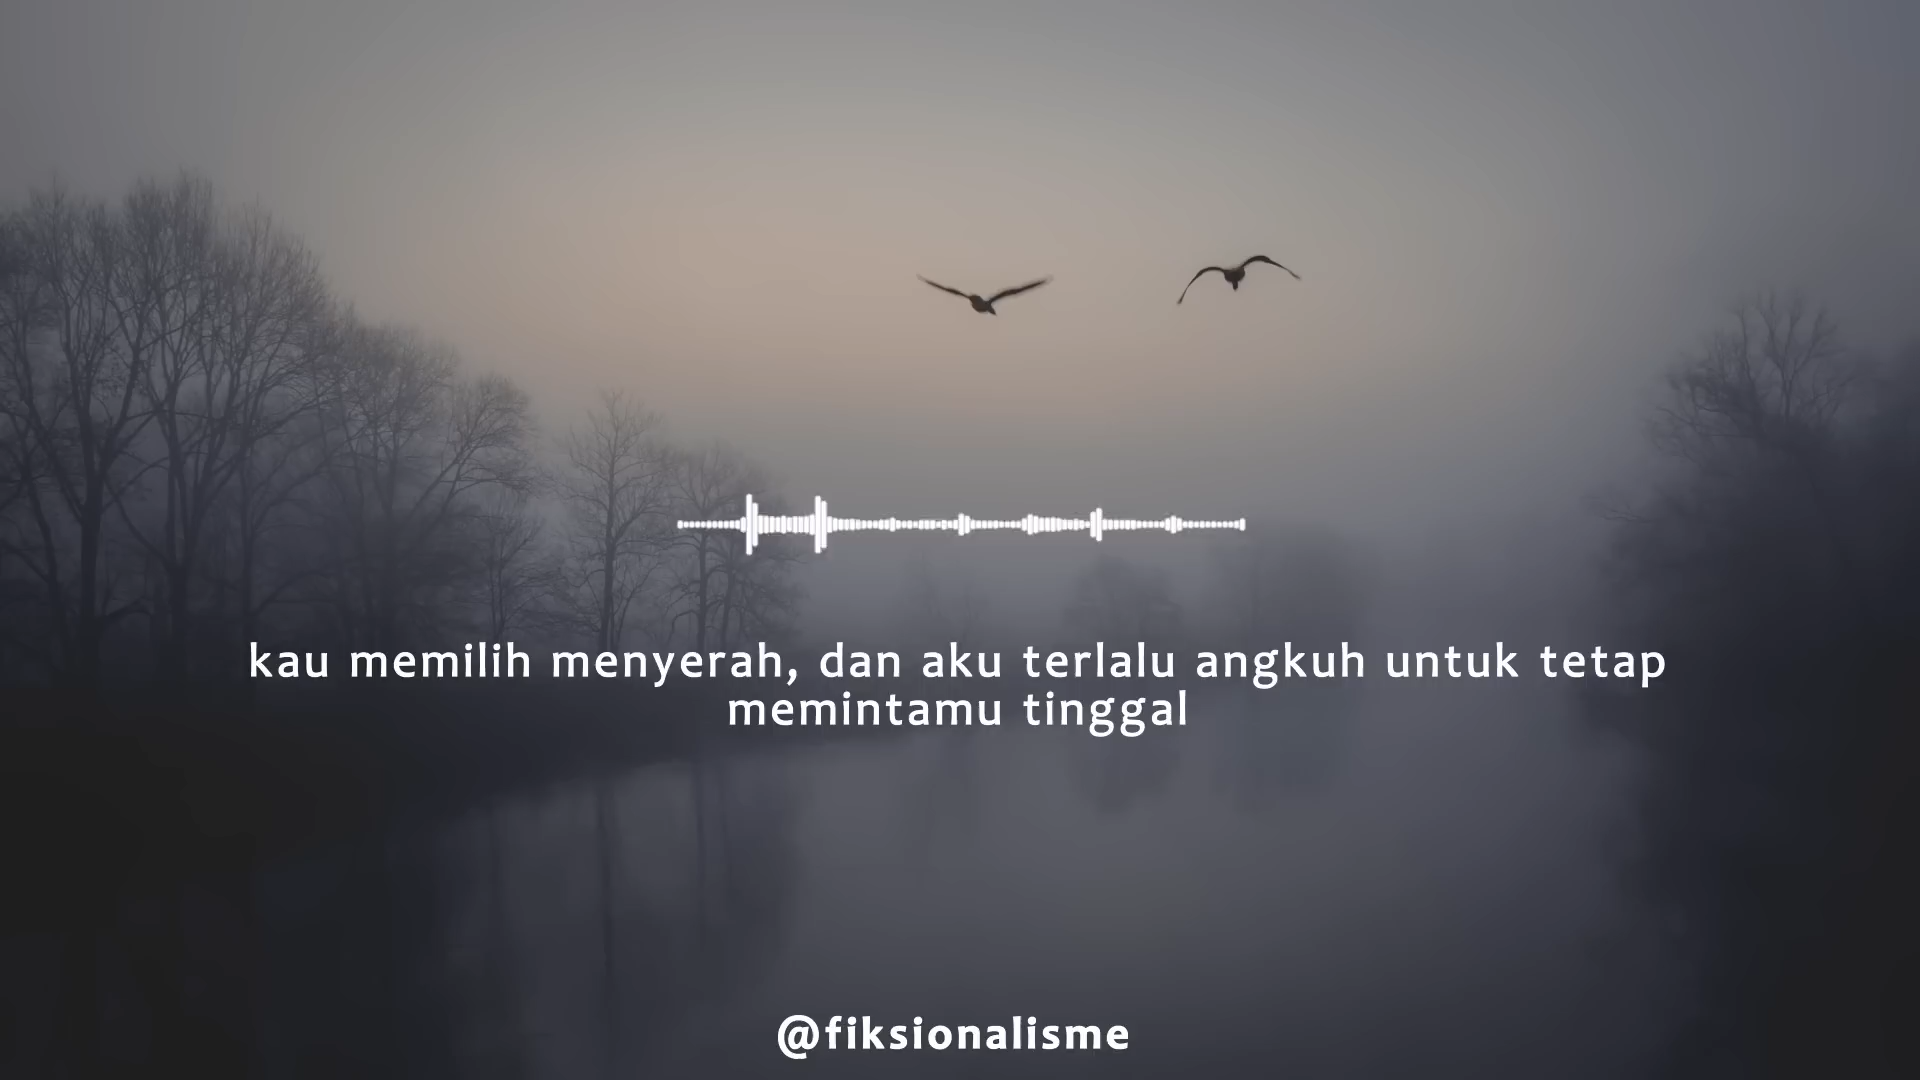 kau memilih menyerah, dan aku terlalu angkuh untuk tetap
memintamu tinggal
@fiksionalisme